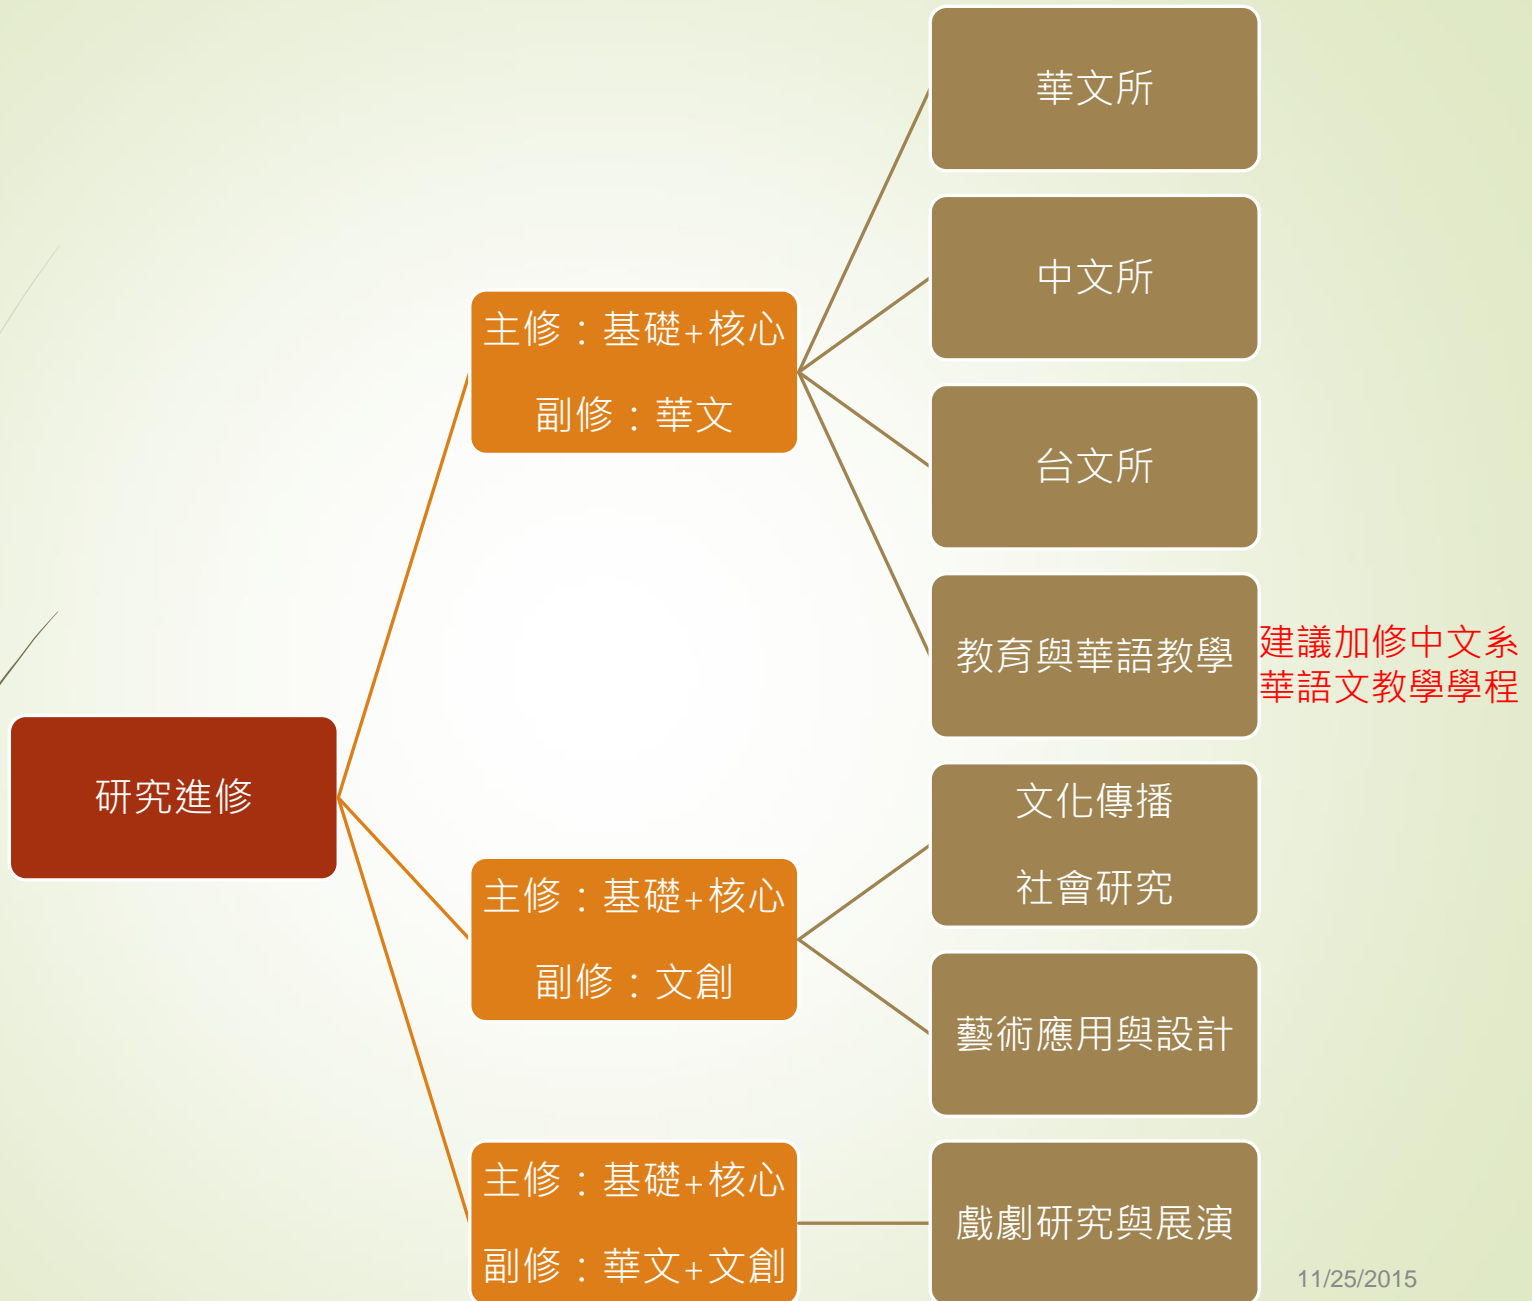 研究進修
主修：基礎+核心
副修：華文
華文所
中文所
台文所
教育與華語教學
建議加修中文系
華語文教學學程
主修：基礎+核心
副修：文創
文化傳播
社會研究
藝術應用與設計
主修：基礎+核心
副修：華文+文創
戲劇研究與展演
11/25/2015